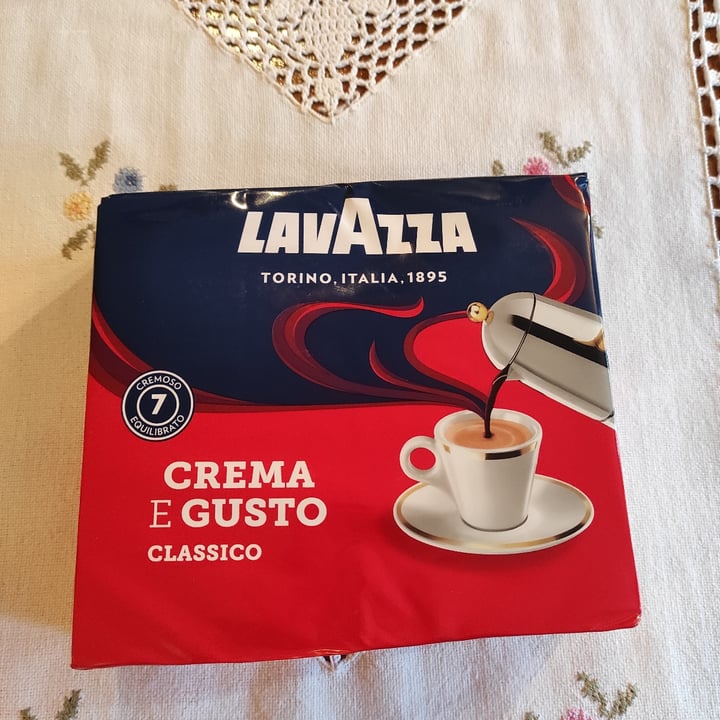 LAVAZZA
TORINO, ITALIA, 1895
CREMOSO
7
EQUILIBRATO
CREMA
E GUSTO
CLASSICO